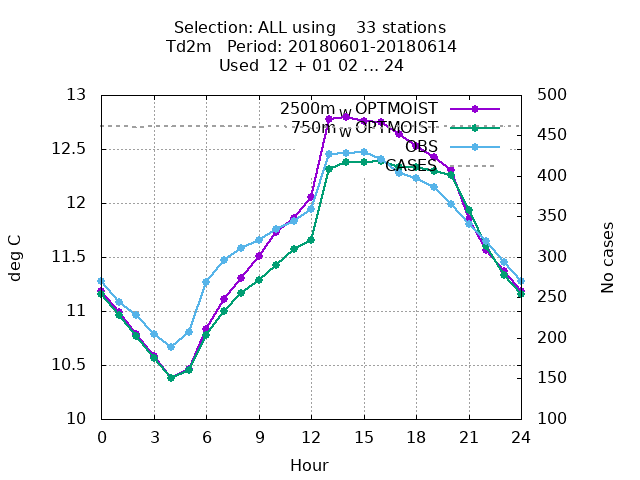 Selection: ALL using 33 stations
Td2m Period: 20180601-20180614
Used 12 + 01 02 ... 24
13
12.5
12
11.5
11
10.5
10
500
450
400
350
300
250
200
150
100
2500m w OPTMOIST
750m w OPTMOIST
OBS
CASES
deg C
No cases
0 3 6 9 12 15 18 21 24
Hour